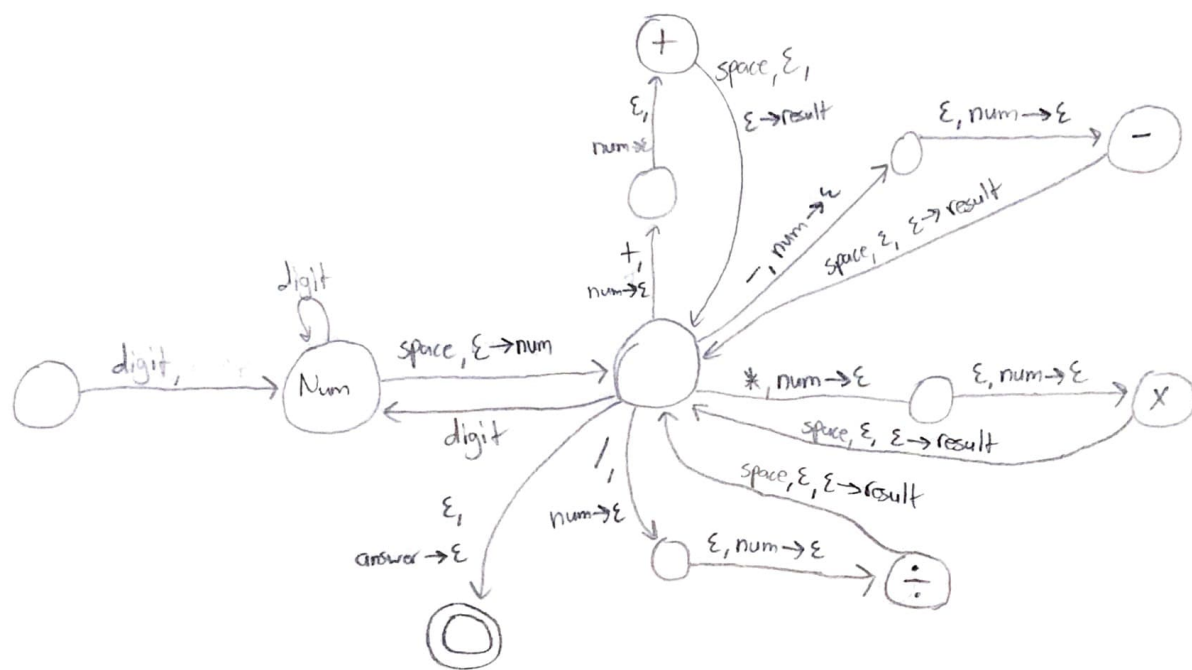 +
space, ε,
ε→result
ε,
num→ε
ε, num→ε
-
+,
num→ε
-, num→ε
space, ε, ε→result
digit
digit,
Num
space, ε→num
digit
*, num→ε
ε, num→ε
x
space, ε, ε→result
space, ε, ε→result
/,
num→ε
ε, num→ε
÷
ε,
answer→ε